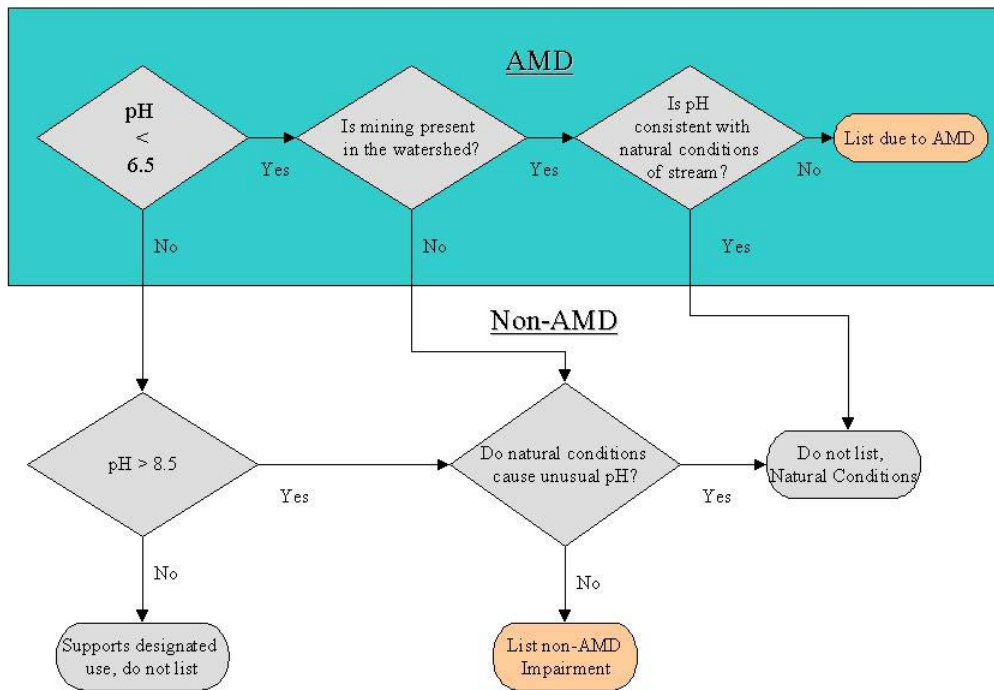 AMD
pH
<
6.5
Yes
Is mining present
in the watershed?
Yes
Is pH
consistent with
natural conditions
of stream?
No
List due to AMD
No
No
Yes
Non-AMD
pH > 8.5
Yes
Do natural conditions
cause unusual pH?
Yes
Do not list,
Natural Conditions
No
No
Supports designated
use, do not list
List non-AMD
Impairment